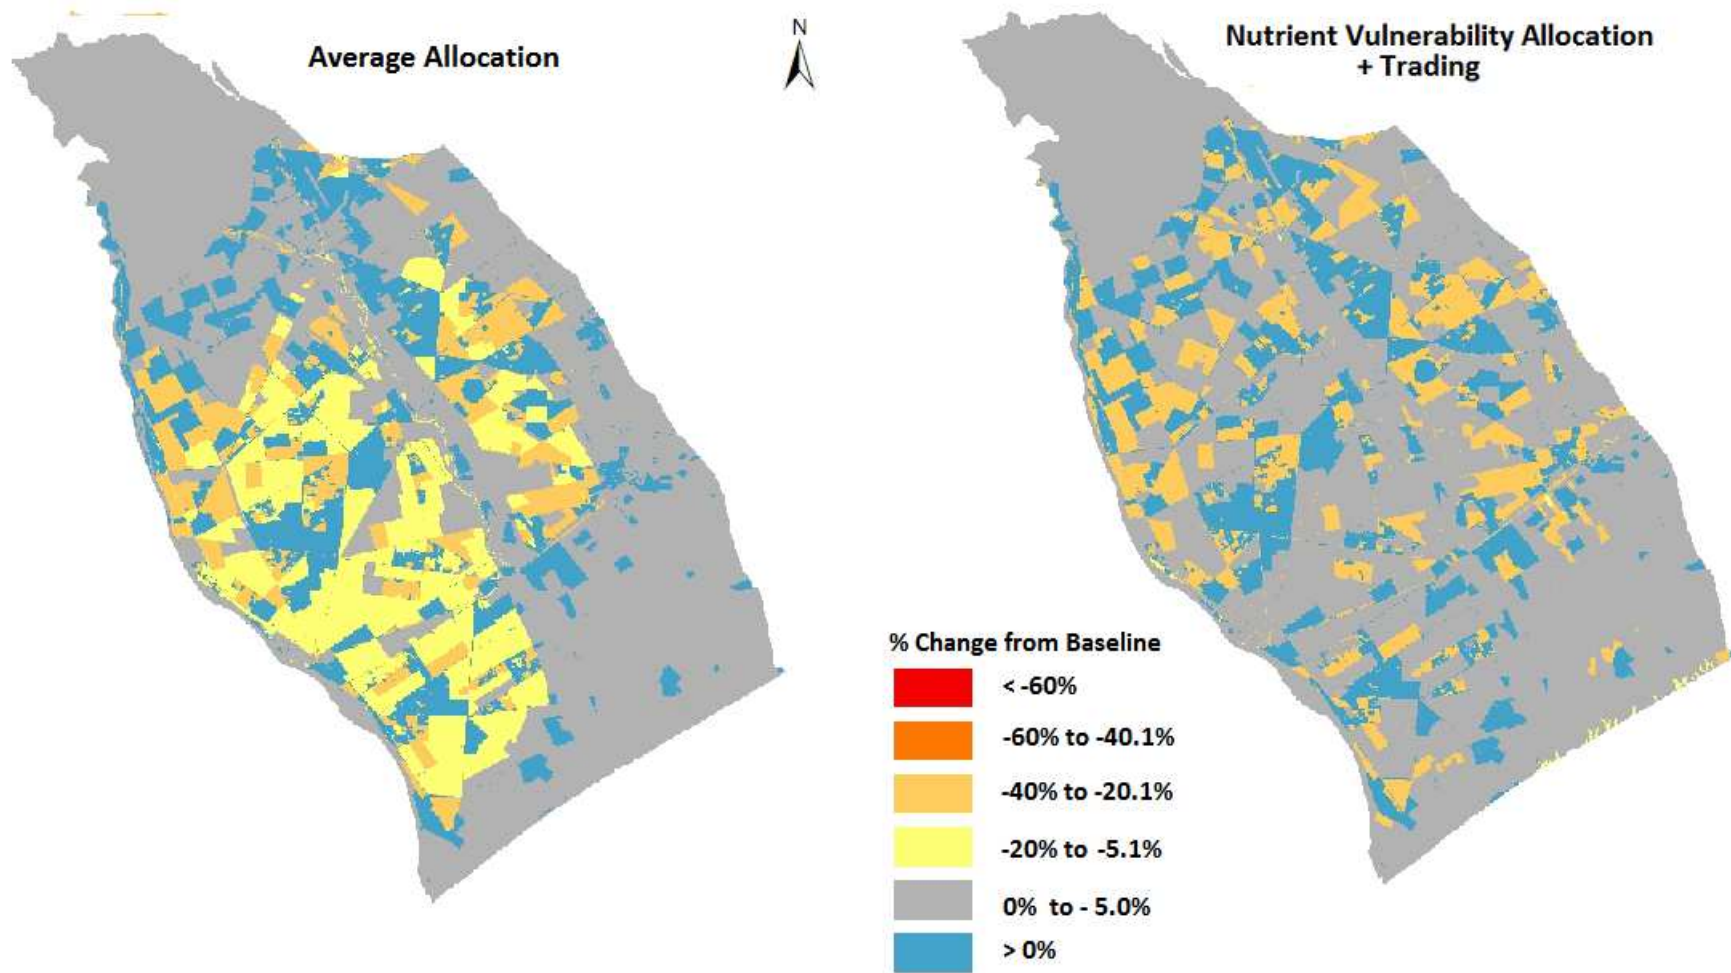 Average Allocation
N
Nutrient Vulnerability Allocation
+ Trading
% Change from Baseline
< -60%
-60% to -40.1%
-40% to -20.1%
-20% to -5.1%
0% to - 5.0%
> 0%